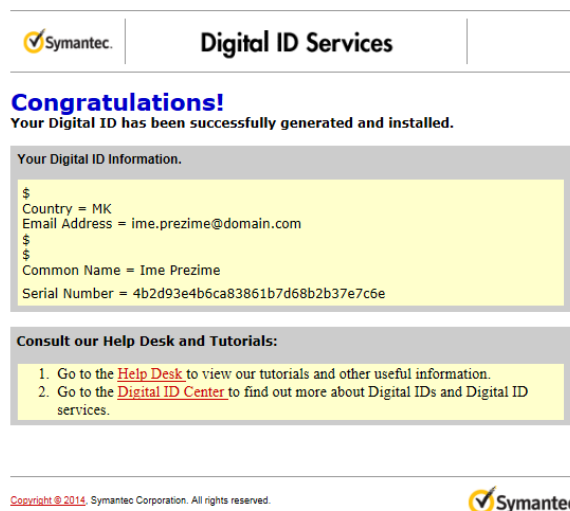 Symantec.
Digital ID Services
Congratulations!
Your Digital ID has been successfully generated and installed.
Your Digital ID Information.
$
Country = MK
Email Address = ime.prezime@domain.com
$
$
Common Name = Ime Prezime
Serial Number = 4b2d93e4b6ca83861b7d68b2b37e7c6e
Consult our Help Desk and Tutorials:
1. Go to the Help Desk to view our tutorials and other useful information.
2. Go to the Digital ID Center to find out more about Digital IDs and Digital ID
services.
Copyright © 2014, Symantec Corporation. All rights reserved.
Symantec